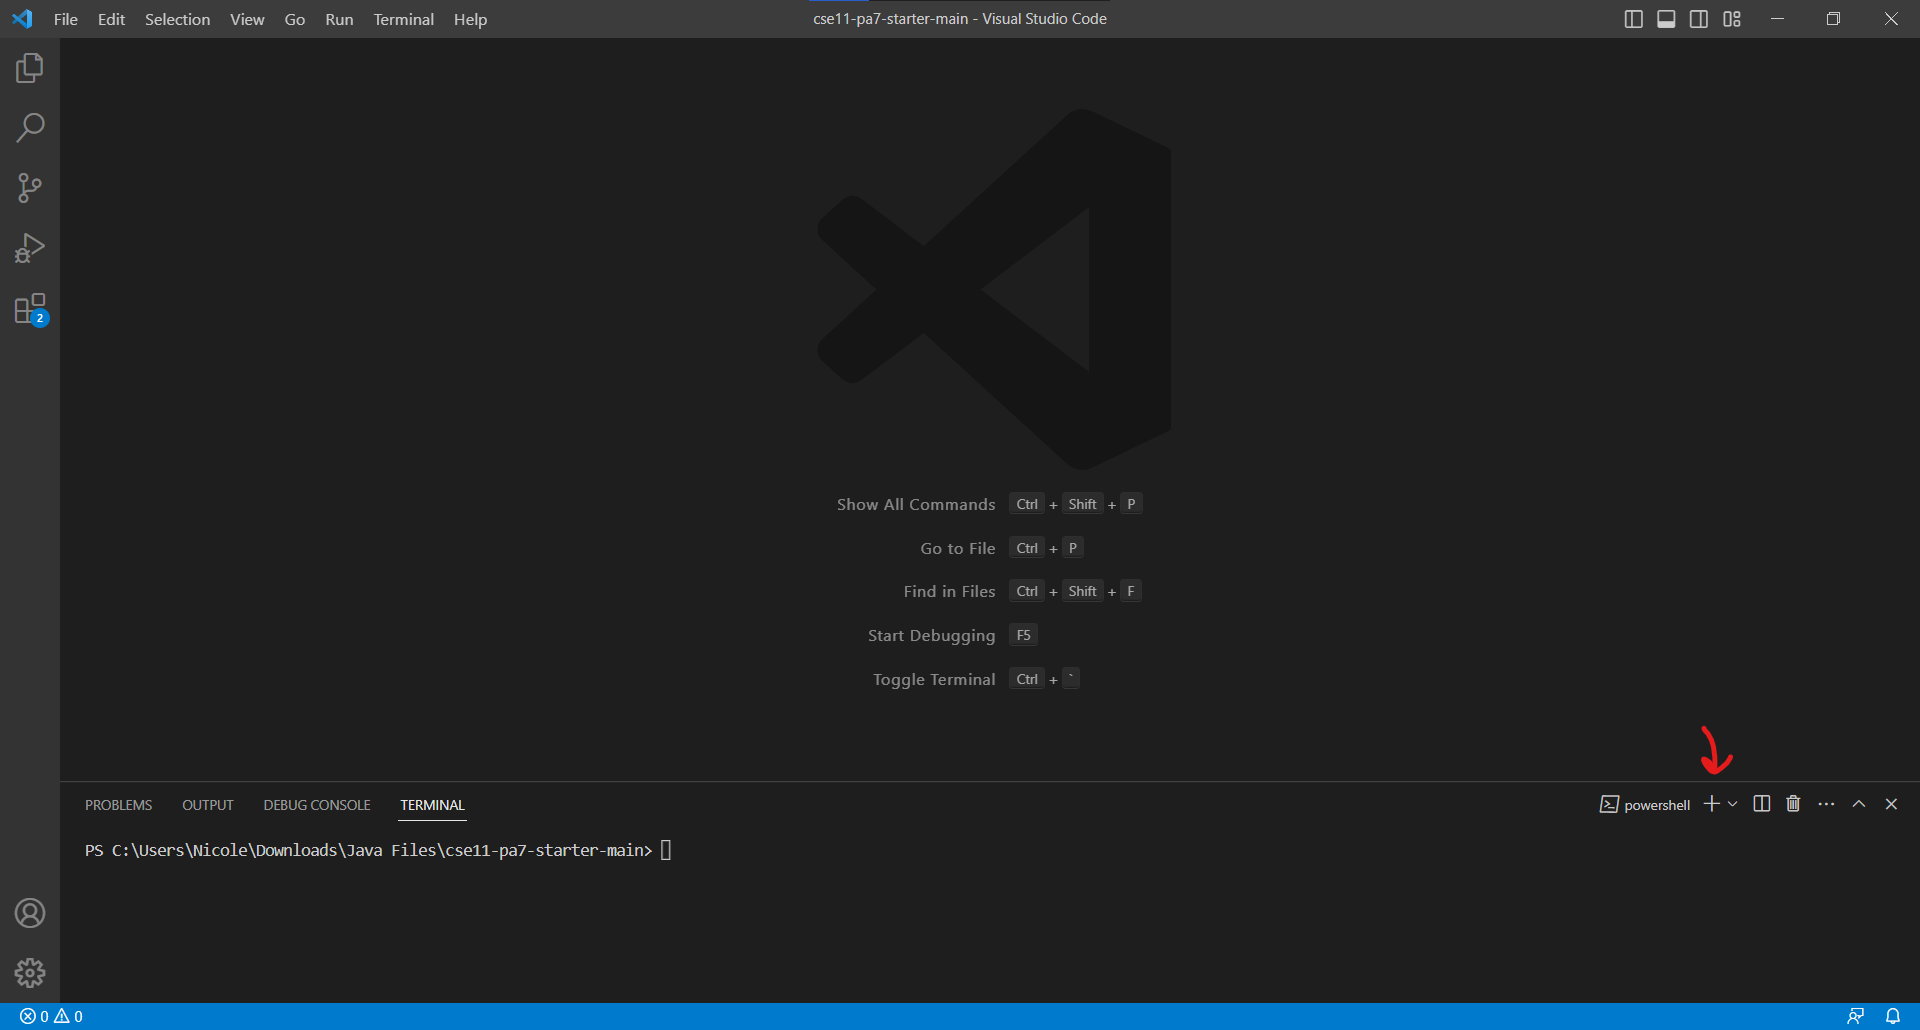 File Edit Selection View Go Run Terminal Help
cse11-pa7-starter-main - Visual Studio Code
2
Show All Commands Ctrl + Shift + P
Go to File Ctrl + P
Find in Files Ctrl + Shift + F
Start Debugging F5
Toggle Terminal Ctrl + `
PROBLEMS OUTPUT DEBUG CONSOLE TERMINAL
powershell
PS C:\Users\Nicole\Downloads\Java Files\cse11-pa7-starter-main>
0 0